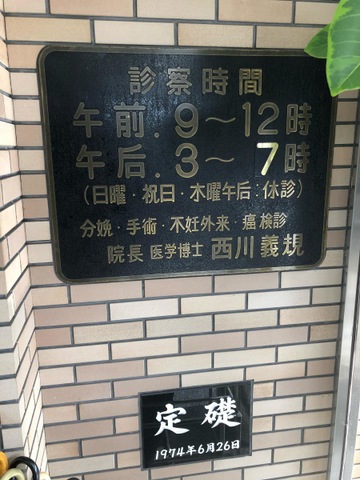 診察時間
午前.9〜12時
午后.3〜7時
(日曜・祝日・木曜午后:休診)
分娩・手術・不妊外来・癌検診
院長 医学博士 西川義規
定礎
1974年6月26日